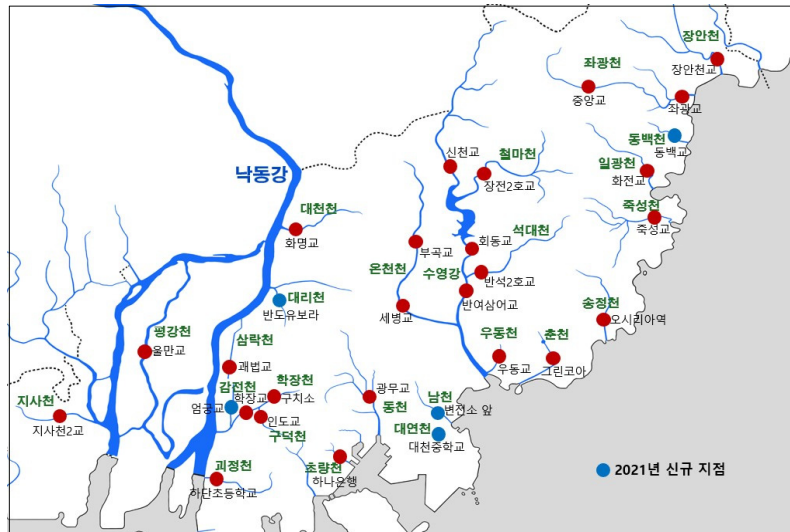 장안천
장안천교
좌광천
중앙교
좌광교
동백천
동백교
신천교
철마천
장전2호교
일광천
화전교
낙동강
대천천
화명교
죽성천
죽성교
부곡교
회동교
석대천
온천천
수영강
반석2호교
반여삼어교
대리천
반도유보라
세병교
송정천
오시리아역
평강천
울만교
삼락천
괘법교
우동천
우동교
춘천
그린코아
지사천
지사천2교
감전천
학장교
엄궁교
학장천
구치소
인도교
구덕천
광무교
동천
남천
변전소 앞
대연천
대천중학교
괴정천
하단초등학교
초량천
하나은행
2021년 신규 지점